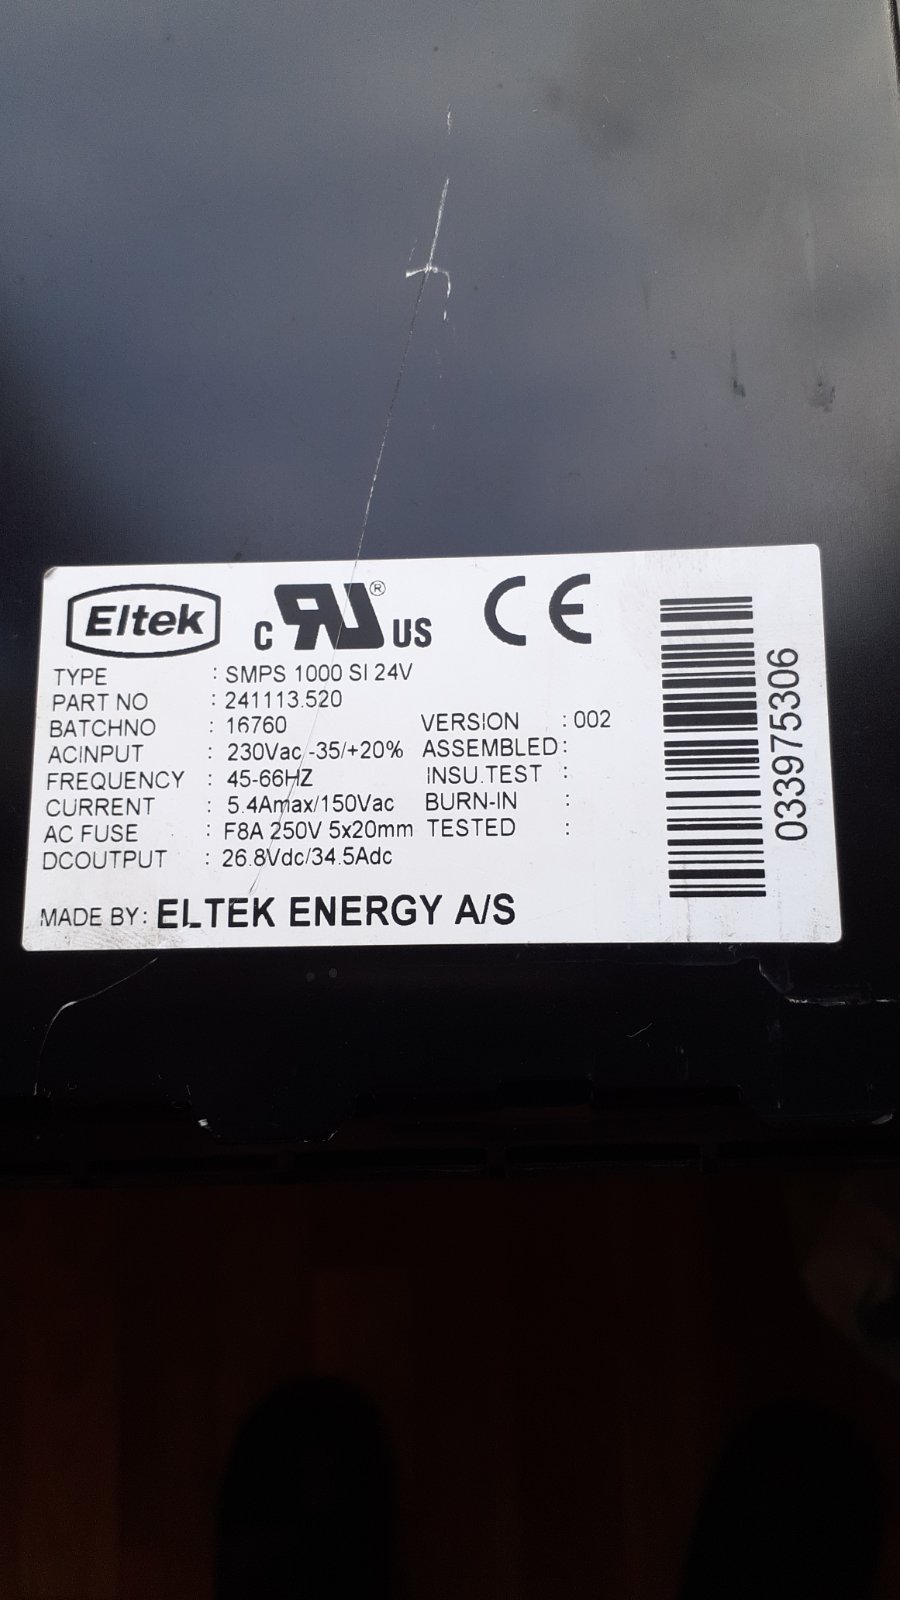 Eltek
c RU ® US CE
TYPE : SMPS 1000 SI 24V
PART NO : 241113.520
BATCHNO : 16760 VERSION : 002
ACINPUT : 230Vac -35/+20% ASSEMBLED :
FREQUENCY : 45-66HZ INSU.TEST :
CURRENT : 5.4Amax/150Vac BURN-IN :
AC FUSE : F8A 250V 5x20mm TESTED :
DCOUTPUT : 26.8Vdc/34.5Adc
MADE BY: ELTEK ENERGY A/S
033975306